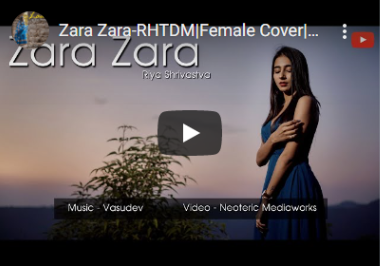 Zara Zara-RHTDM|Female Cover|...
Zara Zara
Riya Shrivastva
Music - Vasudev
Video - Neoteric Mediaworks